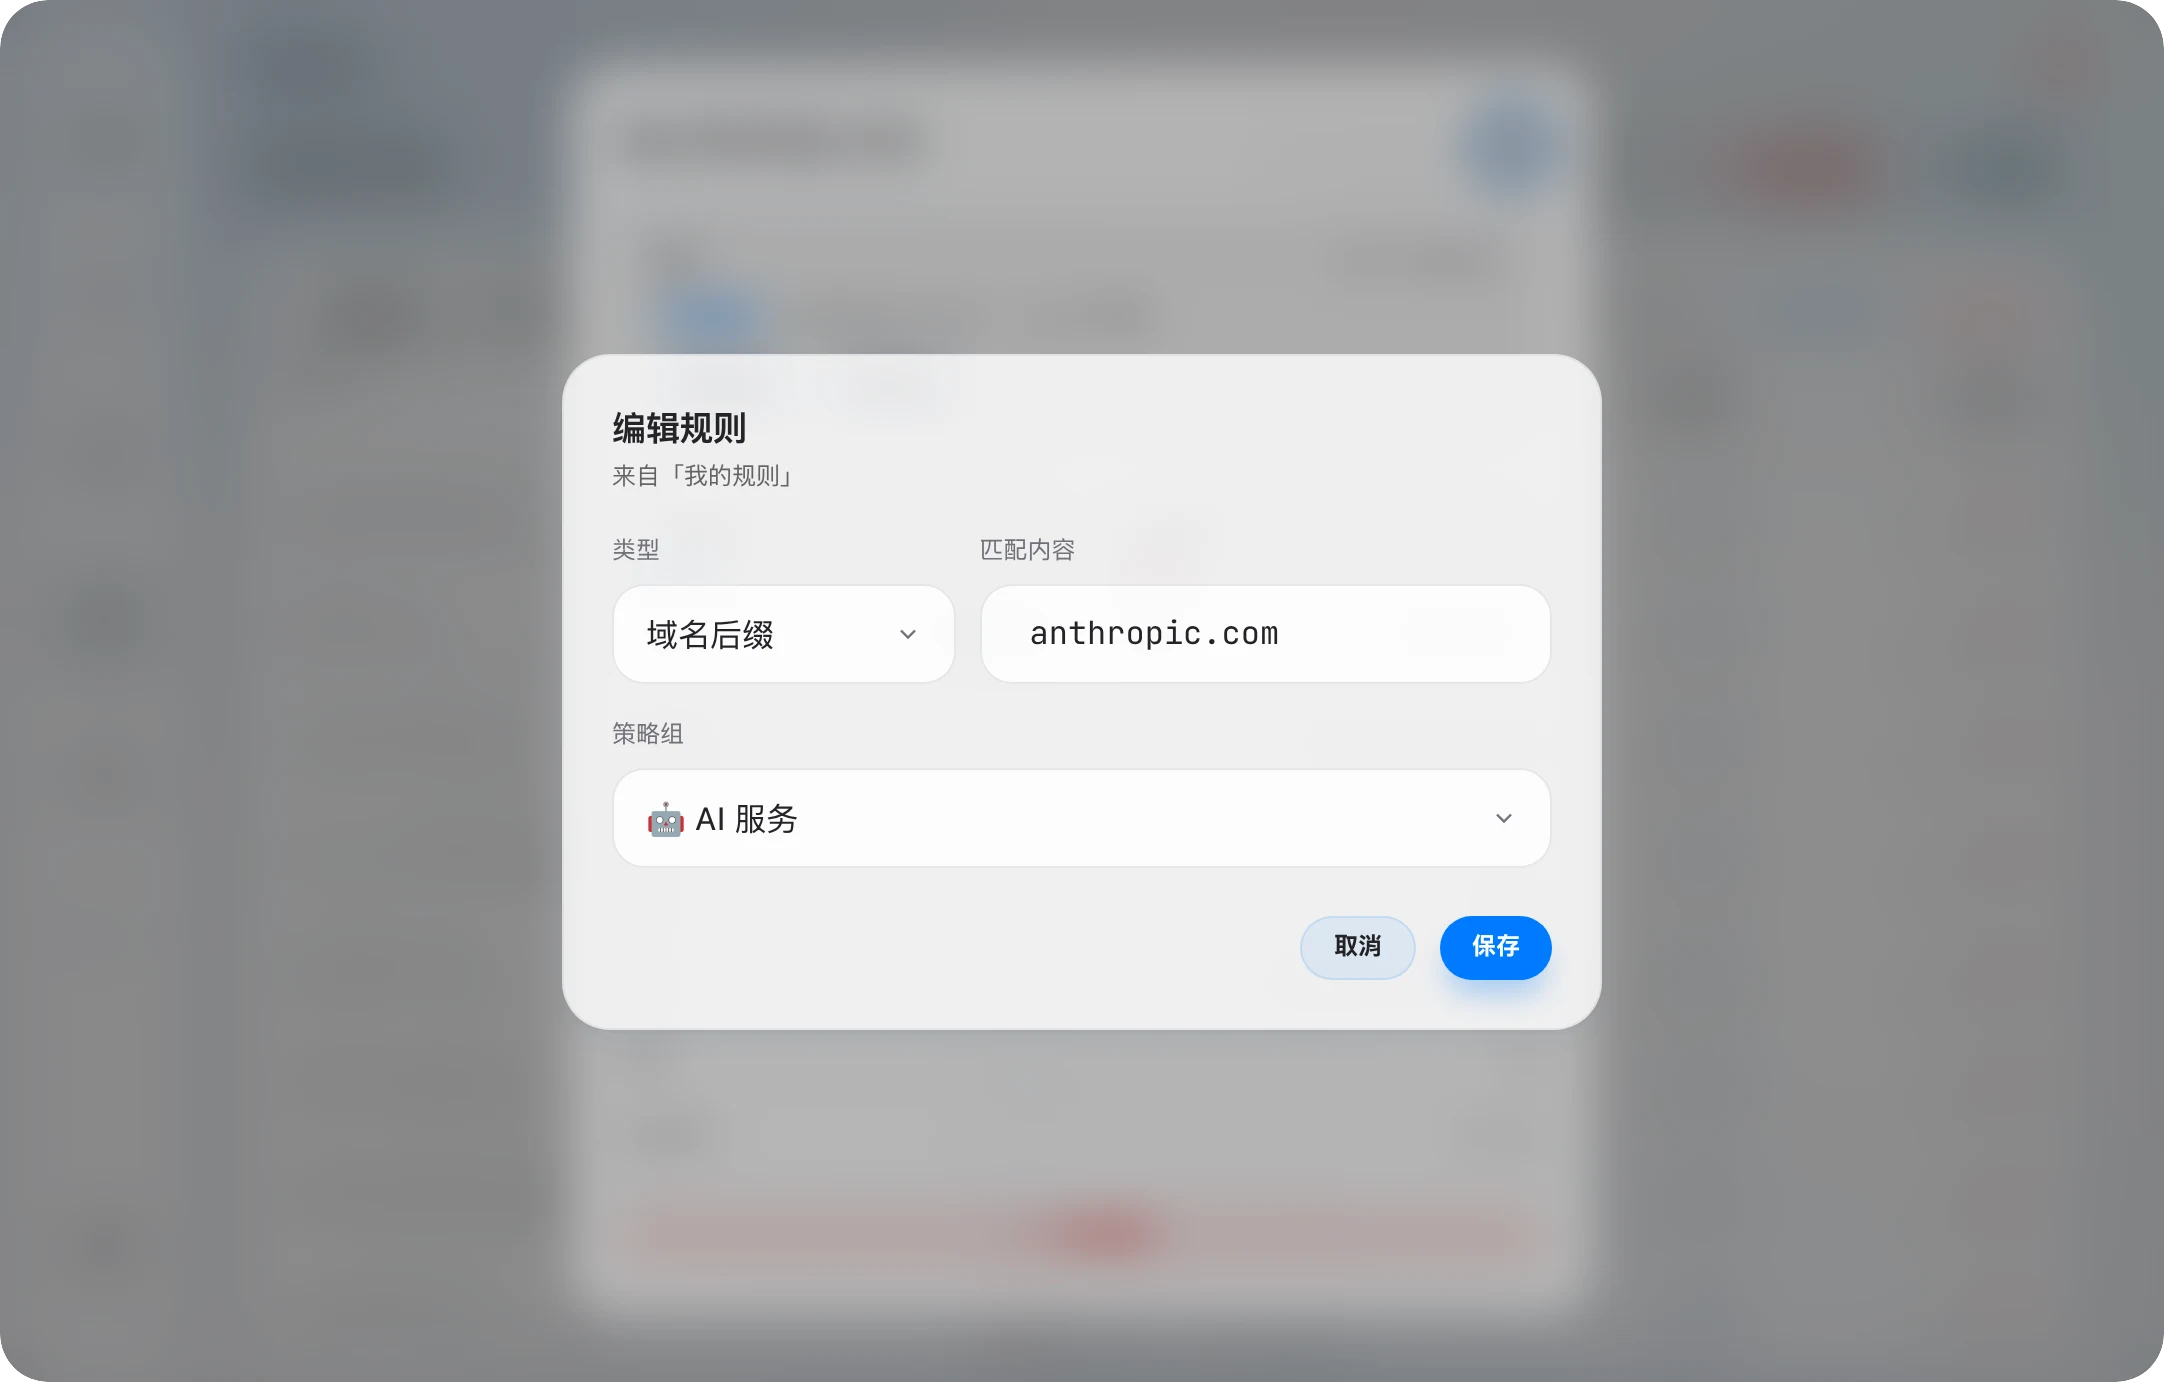 编辑规则
来自「我的规则」
类型
匹配内容
域名后缀
anthropic.com
策略组
🤖 AI 服务
取消
保存